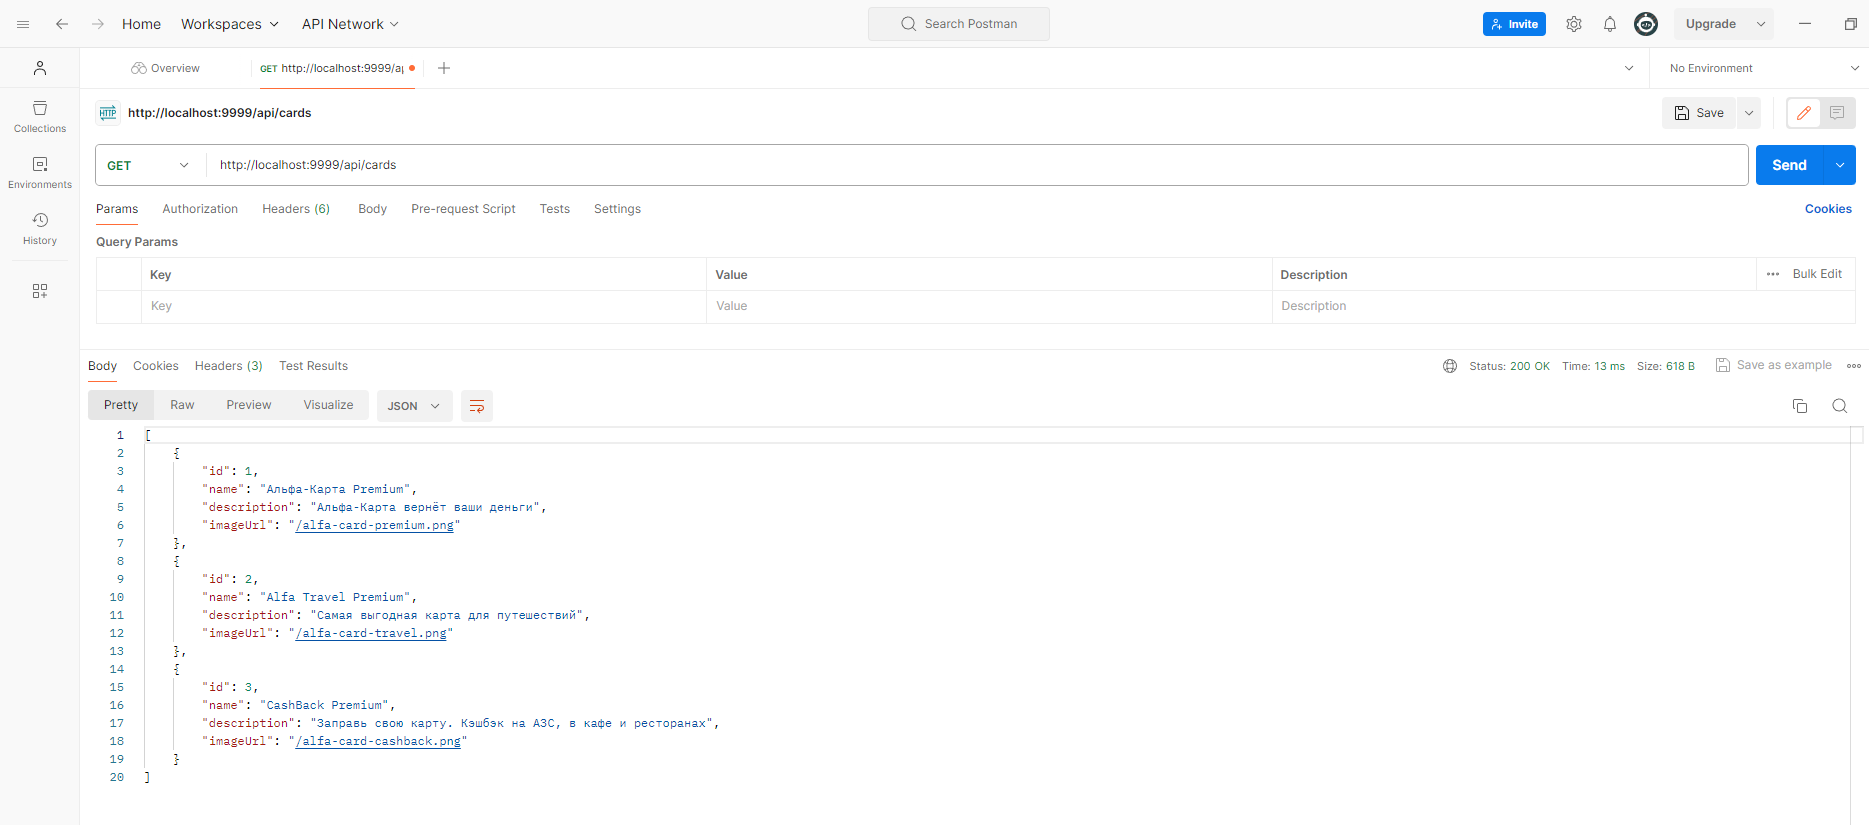 Home Workspaces API Network Search Postman Invite Upgrade
Overview GET http://localhost:9999/a No Environment
HTTP http://localhost:9999/api/cards Save
Collections
GET http://localhost:9999/api/cards Send
Environments
Params Authorization Headers (6) Body Pre-request Script Tests Settings Cookies
History
Query Params
Key Value Description Bulk Edit
Key Value Description
Body Cookies Headers (3) Test Results Status: 200 OK Time: 13 ms Size: 618 B Save as example
Pretty Raw Preview Visualize JSON
1 [
2 {
3 "id": 1,
4 "name": "Альфа-Карта Premium",
5 "description": "Альфа-Карта вернёт ваши деньги",
6 "imageUrl": "/alfa-card-premium.png"
7 },
8 {
9 "id": 2,
10 "name": "Alfa Travel Premium",
11 "description": "Самая выгодная карта для путешествий",
12 "imageUrl": "/alfa-card-travel.png"
13 },
14 {
15 "id": 3,
16 "name": "CashBack Premium",
17 "description": "Заправь свою карту. Кэшбэк на АЗС, в кафе и ресторанах",
18 "imageUrl": "/alfa-card-cashback.png"
19 }
20 ]